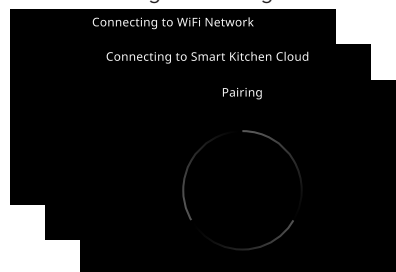 Connecting to WiFi Network
Connecting to Smart Kitchen Cloud
Pairing